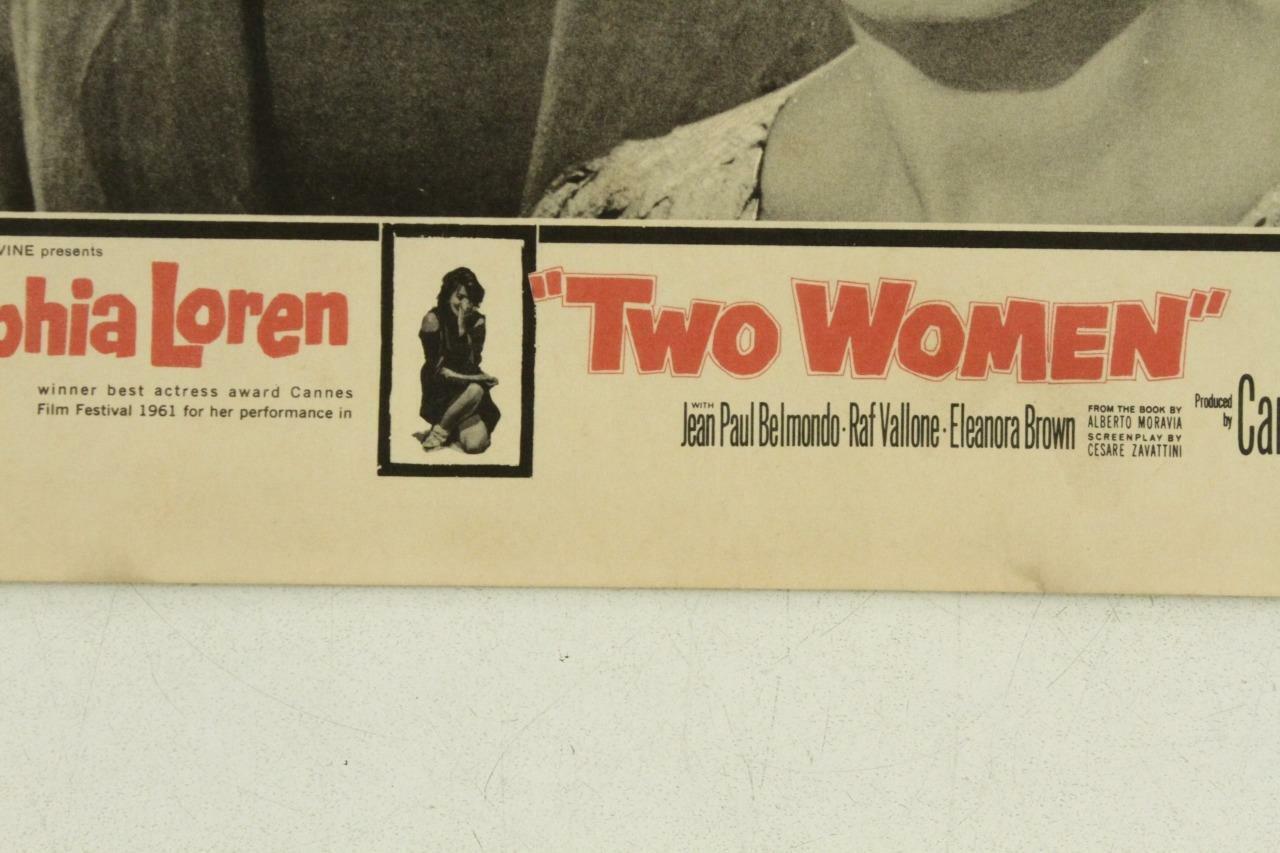 VINE presents
phia Loren
winner best actress award Cannes
Film Festival 1961 for her performance in
"TWO WOMEN"
WITH
Jean Paul Belmondo · Raf Vallone · Eleanora Brown
FROM THE BOOK BY
ALBERTO MORAVIA
SCREENPLAY BY
CESARE ZAVATTINI
Produced
by
Car